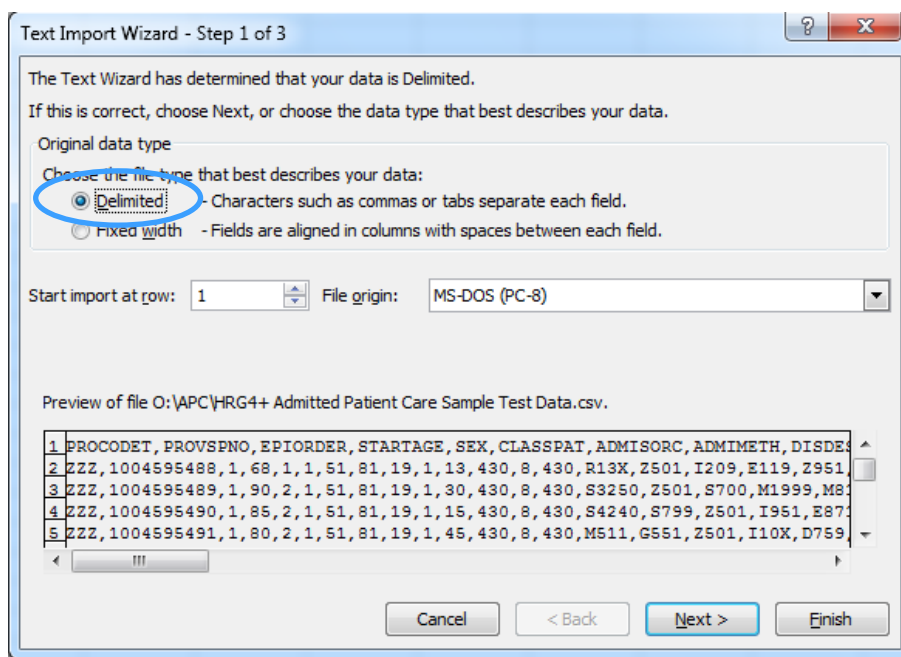 Text Import Wizard - Step 1 of 3
The Text Wizard has determined that your data is Delimited.
If this is correct, choose Next, or choose the data type that best describes your data.
Original data type
Choose the file type that best describes your data:
Delimited - Characters such as commas or tabs separate each field.
Fixed width - Fields are aligned in columns with spaces between each field.
Start import at row: 1 File origin: MS-DOS (PC-8)
Preview of file O:\APC\HRG4+ Admitted Patient Care Sample Test Data.csv.
1 PROCODET,PROVSPNO,EPIORDER,STARTAGE,SEX,CLASSPAT,ADMISORC,ADMIMETH,DISDES
2 ZZZ,1004595488,1,68,1,1,51,81,19,1,13,430,8,430,R13X,Z501,I209,E119,Z951,
3 ZZZ,1004595489,1,90,2,1,51,81,19,1,30,430,8,430,S3250,Z501,S700,M1999,M81
4 ZZZ,1004595490,1,85,2,1,51,81,19,1,15,430,8,430,S4240,S799,Z501,I951,E871
5 ZZZ,1004595491,1,80,2,1,51,81,19,1,45,430,8,430,M511,G551,Z501,I10X,D759,
Cancel < Back Next > Finish